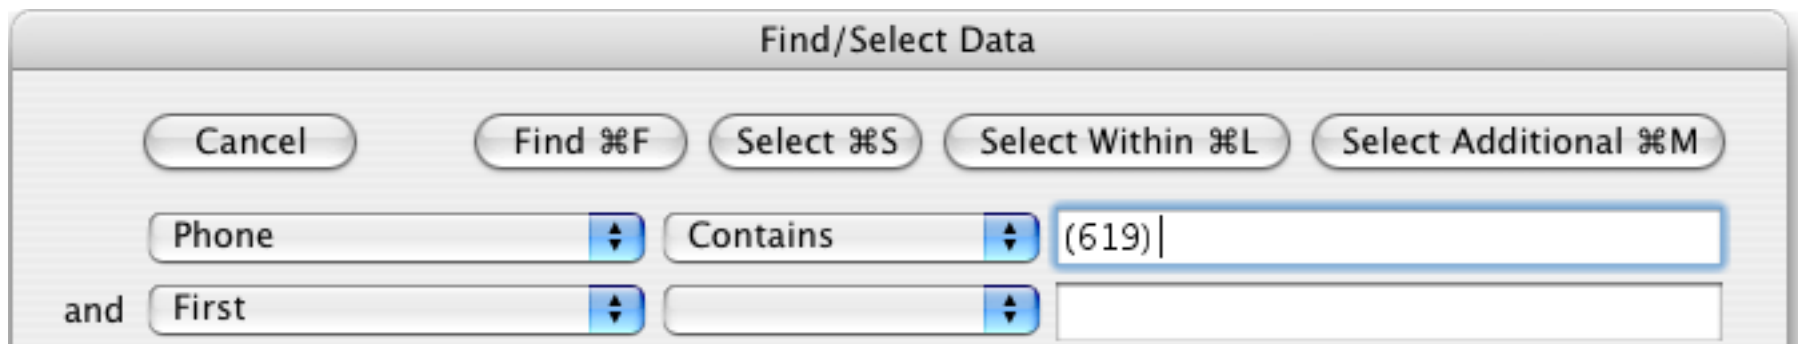 Find/Select Data
Cancel Find ⌘F Select ⌘S Select Within ⌘L Select Additional ⌘M
Phone Contains (619)
and First